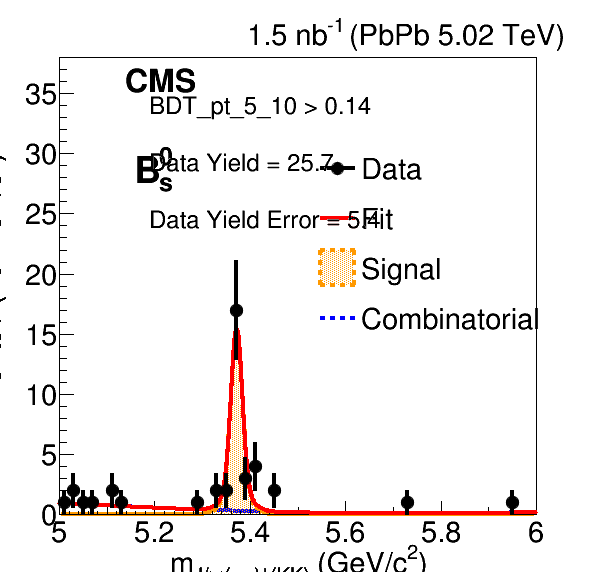 1.5 nb⁻¹ (PbPb 5.02 TeV)
CMS
BDT_pt_5_10 > 0.14
B⁰ₛ
Data Yield = 25.7
Data Yield Error = 5.4
Data
Fit
Signal
Combinatorial
35
30
25
20
15
10
5
0
5 5.2 5.4 5.6 5.8 6
(GeV/c²)